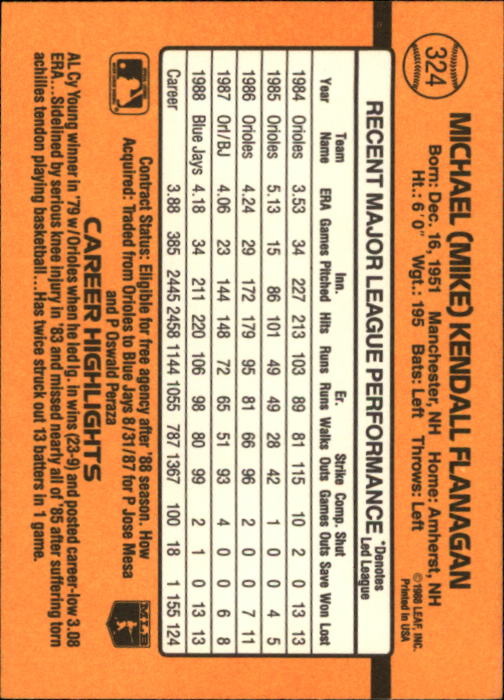 324
MICHAEL (MIKE) KENDALL FLANAGAN
Born: Dec. 16, 1951 Manchester, NH Home: Amherst, NH
Ht.: 6'0" Wgt.: 195 Bats: Left Throws: Left
©1988 LEAF, INC.
Printed in USA
RECENT MAJOR LEAGUE PERFORMANCE *Denotes Led League
Year Team Name ERA Games Inn. Pitched Hits Runs Er. Runs Walks Strike Outs Comp. Games Shut Outs Save Won Lost
1984 Orioles 3.53 34 227 213 103 89 81 115 10 2 0 13 13
1985 Orioles 5.13 15 86 101 49 49 28 42 1 0 0 4 5
1986 Orioles 4.24 29 172 179 95 81 66 96 2 0 0 7 11
1987 Orl/BJ 4.06 23 144 148 72 65 51 93 4 0 0 6 8
1988 Blue Jays 4.18 34 211 220 106 98 80 99 2 1 0 13 13
Career 3.88 385 2445 2458 1144 1055 787 1367 100 18 1 155 124
Contract Status: Eligible for free agency after '88 season. How
Acquired: Traded from Orioles to Blue Jays 8/31/87 for P Jose Mesa
and P Oswald Peraza
MLB
CAREER HIGHLIGHTS
AL Cy Young winner in '79 w/Orioles when he led lg. in wins (23-9) and posted career-low 3.08
ERA...Sidelined by serious knee injury in '83 and missed nearly all of '85 after suffering torn
achilles tendon playing basketball...Has twice struck out 13 batters in 1 game.